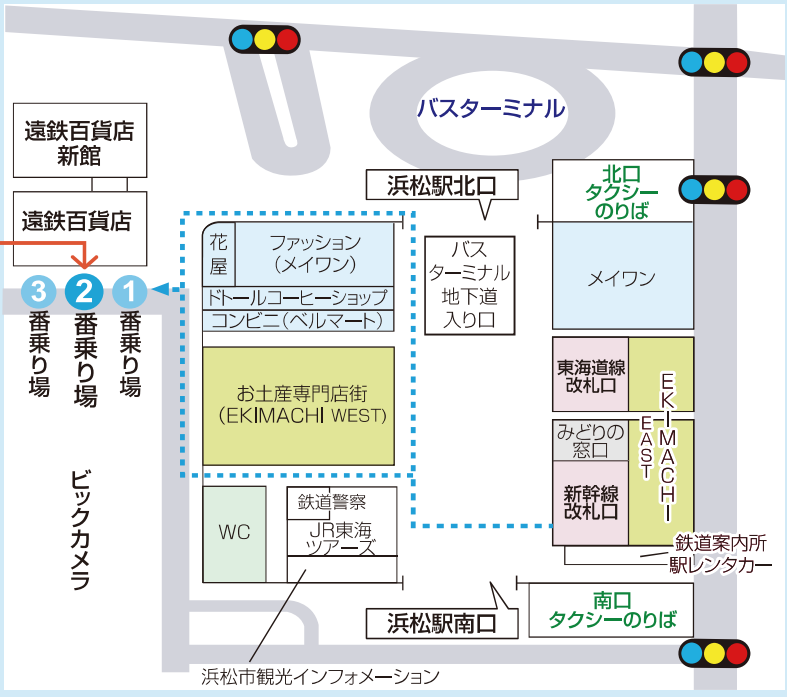 バスターミナル
遠鉄百貨店
新館
遠鉄百貨店
浜松駅北口
北口
タクシー
のりば
花屋
ファッション
（メイワン）
ドトールコーヒーショップ
コンビニ（ベルマート）
バス
ターミナル
地下道
入り口
メイワン
3
番乗り場
2
番乗り場
1
番乗り場
お土産専門店街
（EKIMACHI WEST）
東海道線
改札口
みどりの
窓口
新幹線
改札口
EKIMACHI
EAST
ビックカメラ
WC
鉄道警察
JR東海
ツアーズ
鉄道案内所
駅レンタカー
浜松駅南口
南口
タクシーのりば
浜松市観光インフォメーション